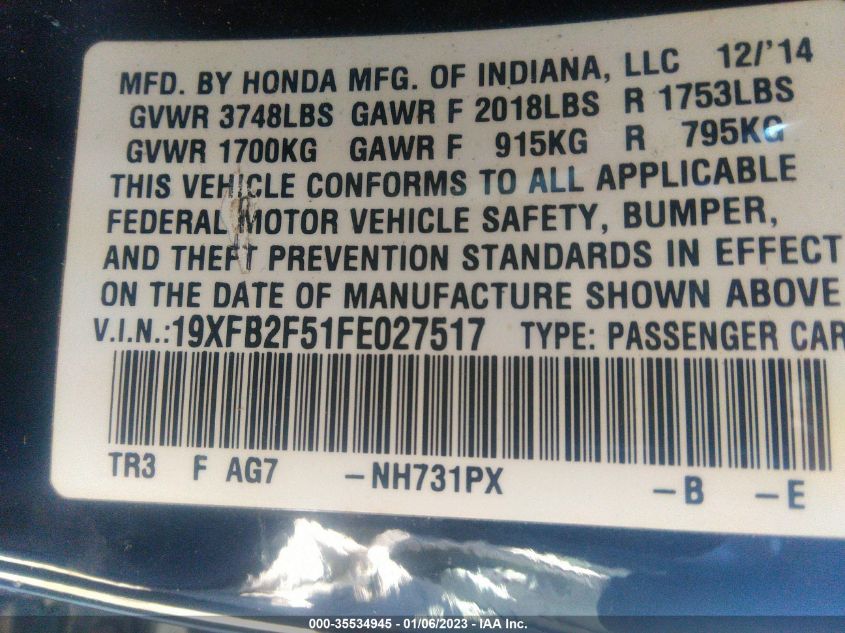 MFD. BY HONDA MFG. OF INDIANA, LLC 12/'14
GVWR 3748LBS GAWR F 2018LBS R 1753LBS
GVWR 1700KG GAWR F 915KG R 795KG
THIS VEHICLE CONFORMS TO ALL APPLICABLE
FEDERAL MOTOR VEHICLE SAFETY, BUMPER,
AND THEFT PREVENTION STANDARDS IN EFFECT
ON THE DATE OF MANUFACTURE SHOWN ABOVE
V.I.N.:19XFB2F51FE027517 TYPE: PASSENGER CAR
TR3 F AG7 -NH731PX -B -E
000-35534945 - 01/06/2023 - IAA Inc.